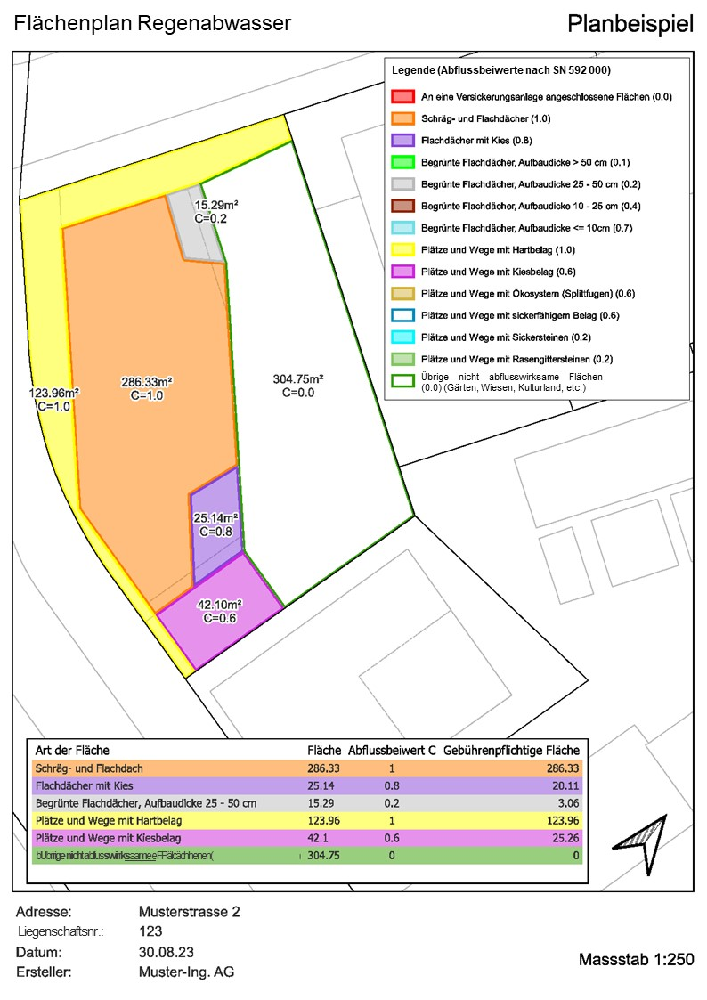 Flächenplan Regenabwasser
Planbeispiel
Legende (Abflussbeiwerte nach SN 592 000)
An eine Versickerungsanlage angeschlossene Flächen (0.0)
Schräg- und Flachdächer (1.0)
Flachdächer mit Kies (0.8)
Begrünte Flachdächer, Aufbaudicke > 50 cm (0.1)
Begrünte Flachdächer, Aufbaudicke 25 - 50 cm (0.2)
Begrünte Flachdächer, Aufbaudicke 10 - 25 cm (0.4)
Begrünte Flachdächer, Aufbaudicke <= 10cm (0.7)
Plätze und Wege mit Hartbelag (1.0)
Plätze und Wege mit Kiesbelag (0.6)
Plätze und Wege mit Ökosystem (Splittfugen) (0.6)
Plätze und Wege mit sickerfähigem Belag (0.6)
Plätze und Wege mit Sickersteinen (0.2)
Plätze und Wege mit Rasengittersteinen (0.2)
Übrige nicht abflusswirksame Flächen
(0.0) (Gärten, Wiesen, Kulturland, etc.)
15.29m²
C=0.2
286.33m²
C=1.0
304.75m²
C=0.0
123.96m²
C=1.0
25.14m²
C=0.8
42.10m²
C=0.6
Art der Fläche Fläche Abflussbeiwert C Gebührenpflichtige Fläche
Schräg- und Flachdach 286.33 1 286.33
Flachdächer mit Kies 25.14 0.8 20.11
Begrünte Flachdächer, Aufbaudicke 25 - 50 cm 15.29 0.2 3.06
Plätze und Wege mit Hartbelag 123.96 1 123.96
Plätze und Wege mit Kiesbelag 42.1 0.6 25.26
304.75 0 0
Adresse: Musterstrasse 2
Liegenschaftsnr.: 123
Datum: 30.08.23
Ersteller: Muster-Ing. AG
Massstab 1:250